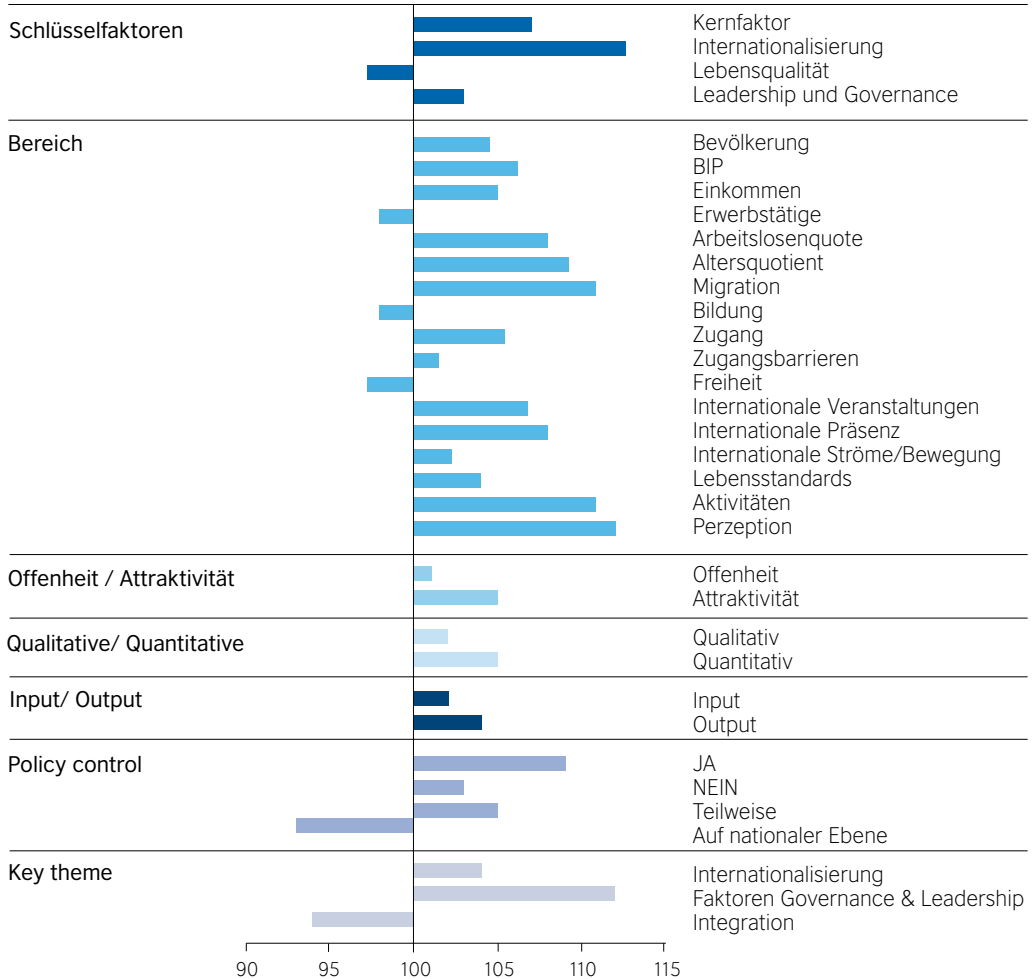 Schlüsselfaktoren
Kernfaktor
Internationalisierung
Lebensqualität
Leadership und Governance
Bereich
Bevölkerung
BIP
Einkommen
Erwerbstätige
Arbeitslosenquote
Altersquotient
Migration
Bildung
Zugang
Zugangsbarrieren
Freiheit
Internationale Veranstaltungen
Internationale Präsenz
Internationale Ströme/Bewegung
Lebensstandards
Aktivitäten
Perzeption
Offenheit / Attraktivität
Offenheit
Attraktivität
Qualitative/ Quantitative
Qualitativ
Quantitativ
Input/ Output
Input
Output
Policy control
JA
NEIN
Teilweise
Auf nationaler Ebene
Key theme
Internationalisierung
Faktoren Governance & Leadership
Integration
90 95 100 105 110 115